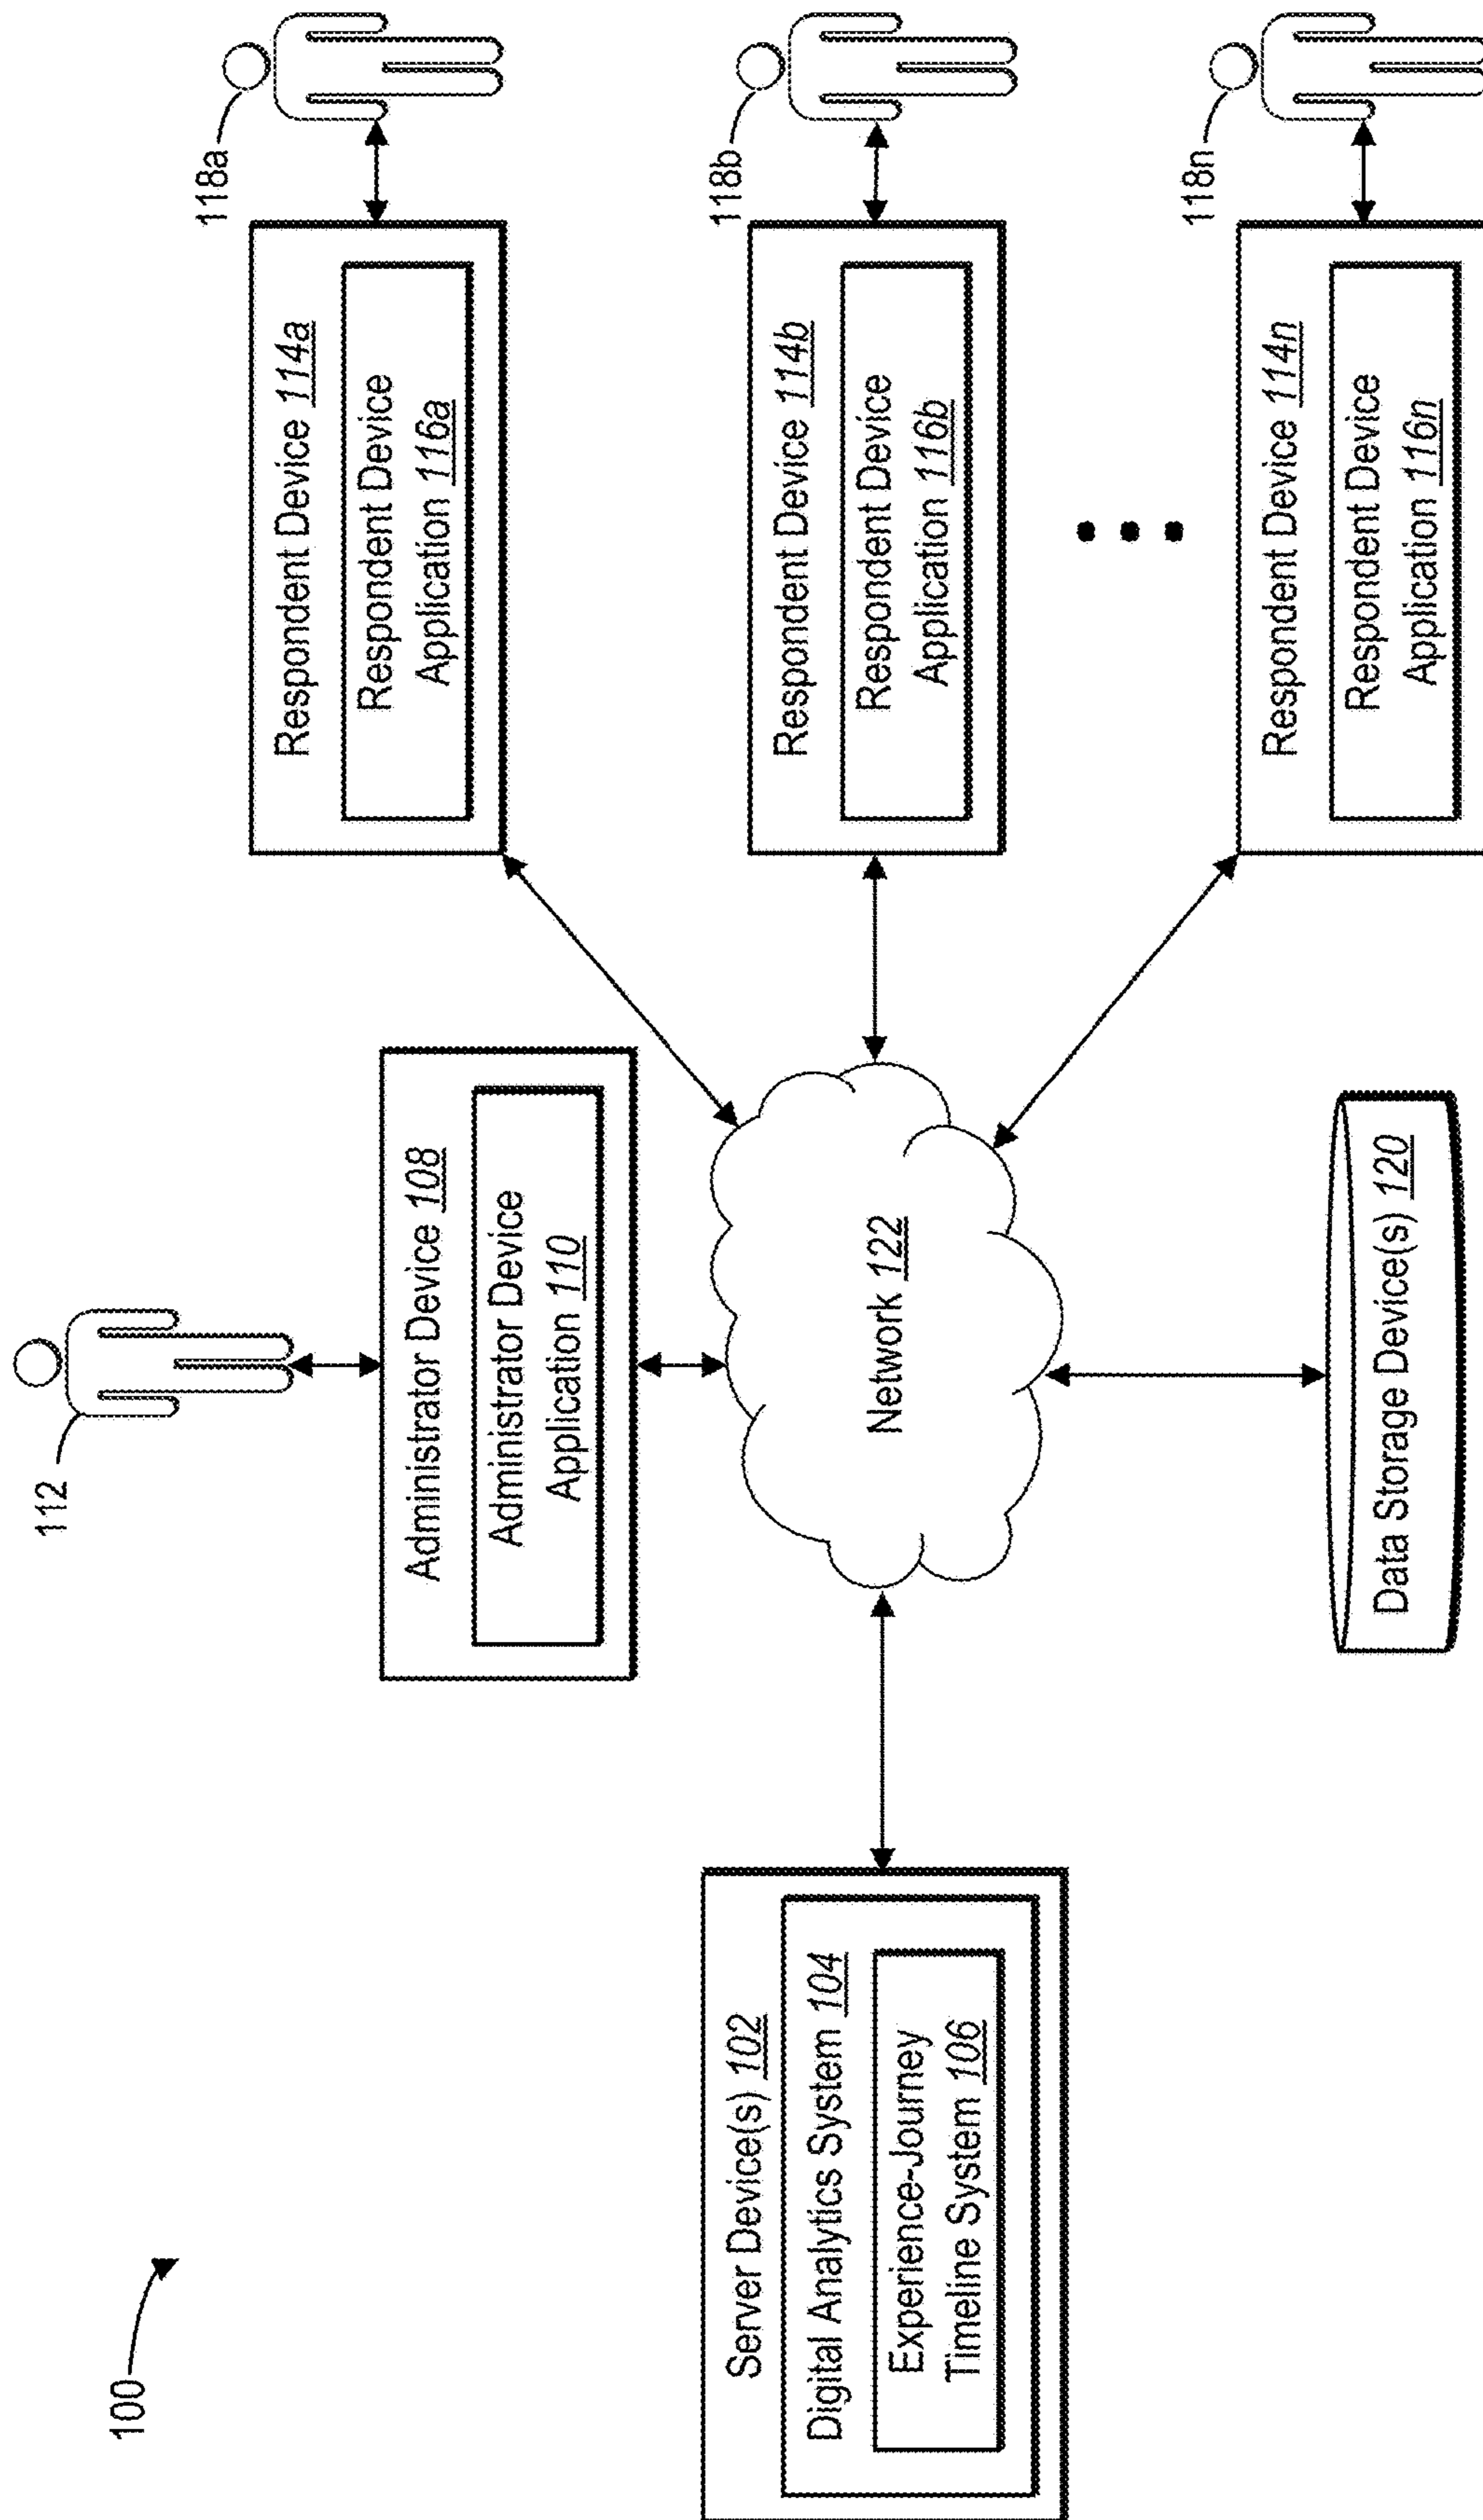 100
112
Administrator Device 108
Administrator Device
Application 110
Server Device(s) 102
Digital Analytics System 104
Experience-Journey
Timeline System 106
Network 122
Data Storage Device(s) 120
118a
Respondent Device 114a
Respondent Device
Application 116a
118b
Respondent Device 114b
Respondent Device
Application 116b
118n
Respondent Device 114n
Respondent Device
Application 116n